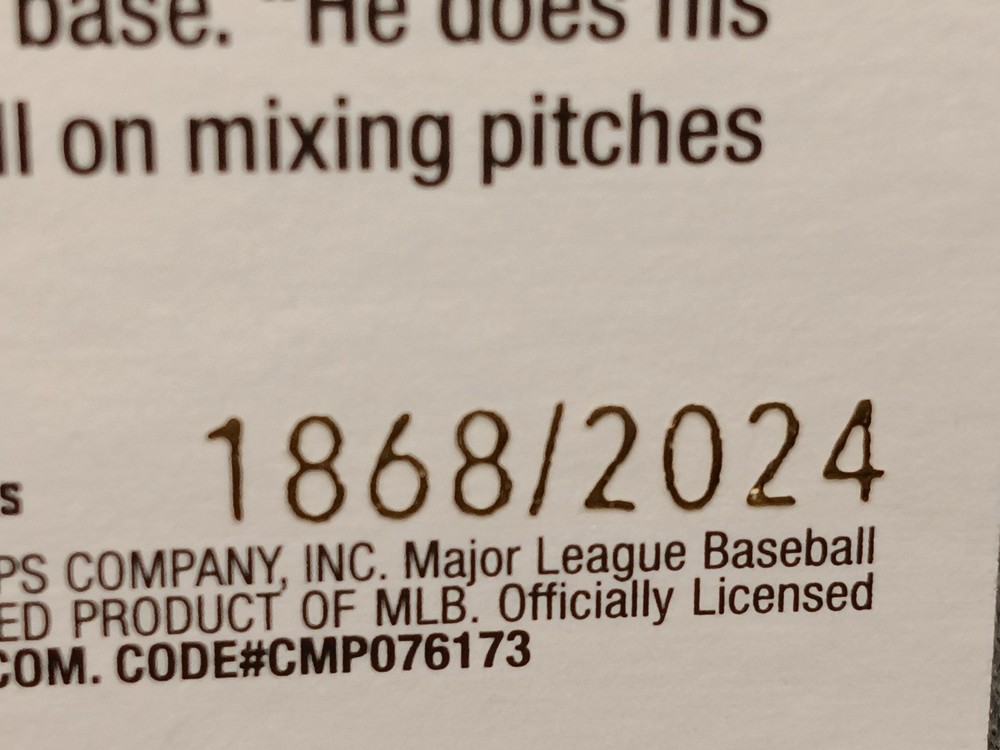 base. "He does his
ll on mixing pitches
1868/2024
s
PS COMPANY, INC. Major League Baseball
ED PRODUCT OF MLB. Officially Licensed
COM. CODE#CMP076173